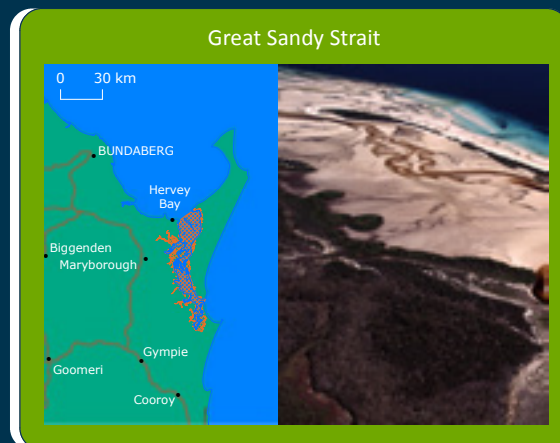 Great Sandy Strait
0 30 km
BUNDABERG
Hervey
Bay
Biggenden
Maryborough
Gympie
Goomeri
Cooroy